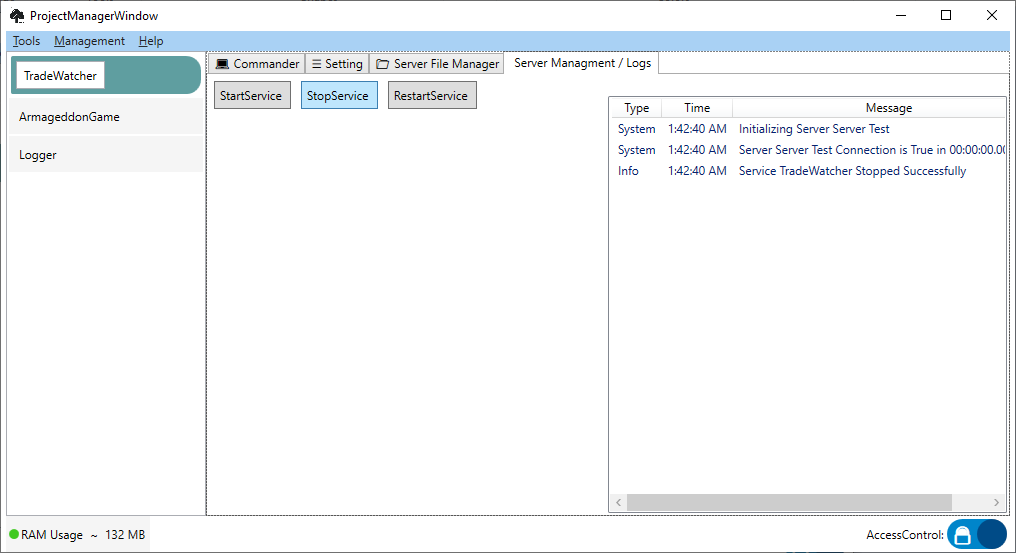 ProjectManagerWindow
Tools Management Help
TradeWatcher
ArmageddonGame
Logger
Commander Setting Server File Manager Server Managment / Logs
StartService StopService RestartService
Type Time Message
System 1:42:40 AM Initializing Server Server Test
System 1:42:40 AM Server Server Test Connection is True in 00:00:00.00
Info 1:42:40 AM Service TradeWatcher Stopped Successfully
RAM Usage ~ 132 MB
AccessControl: